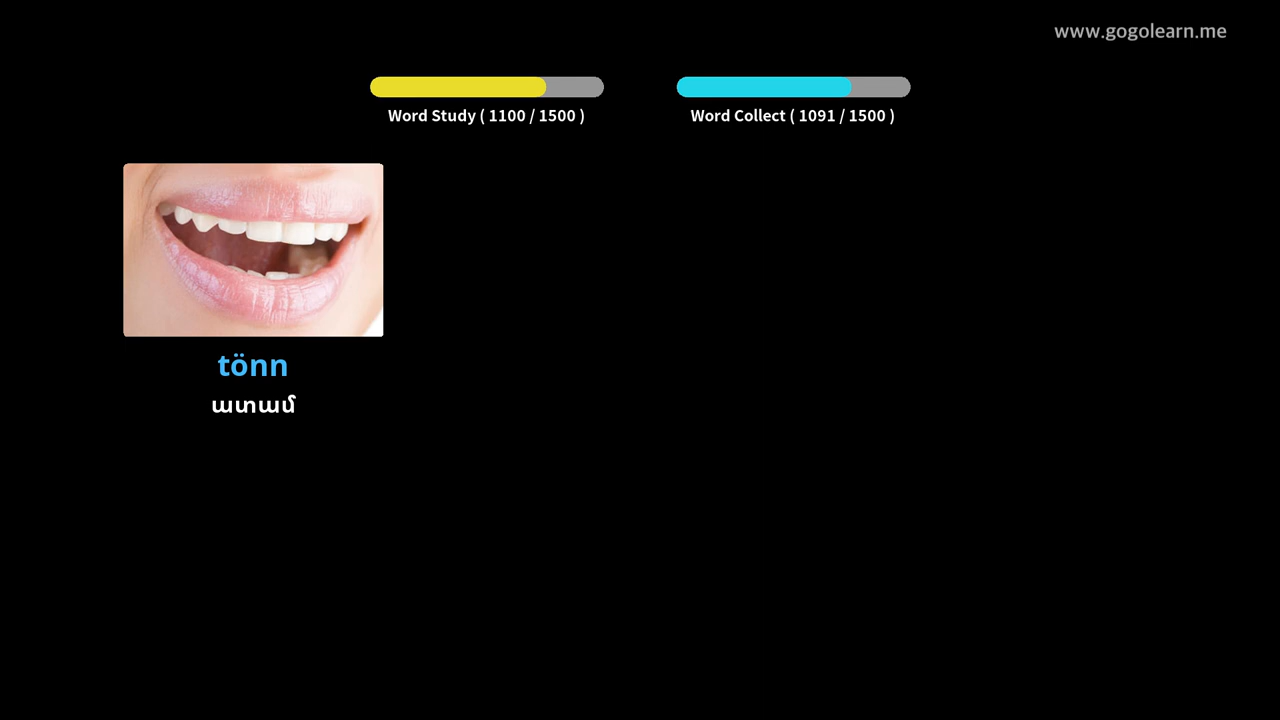 www.gogolearn.me
Word Study ( 1100 / 1500 )
Word Collect ( 1091 / 1500 )
tönn
ատամ